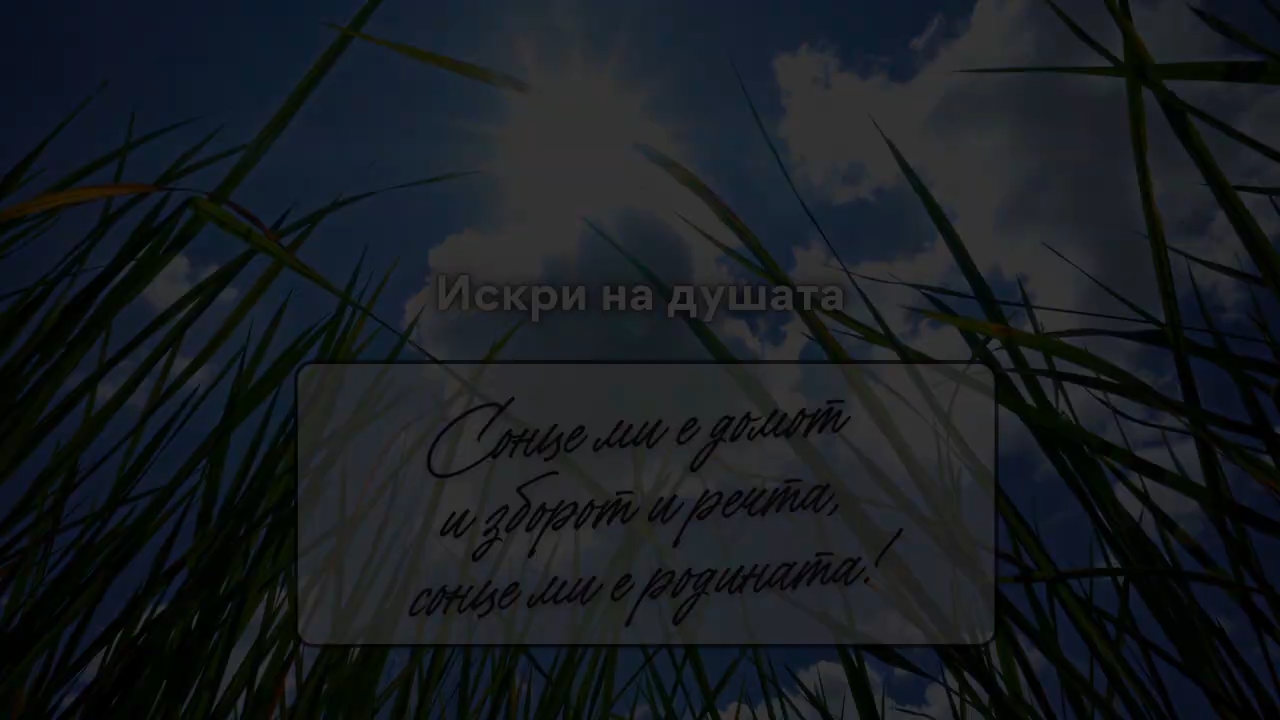 Искри на душата
Сонце ми е домот
и зборот и речта,
сонце ми е родината!